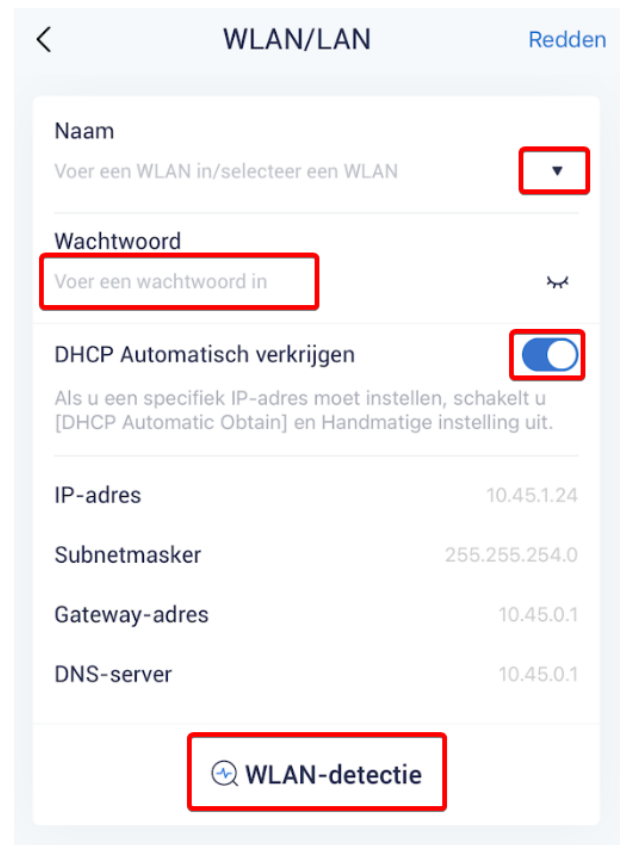 WLAN/LAN
Redden
Naam
Voer een WLAN in/selecteer een WLAN
Wachtwoord
Voer een wachtwoord in
DHCP Automatisch verkrijgen
Als u een specifiek IP-adres moet instellen, schakelt u
[DHCP Automatic Obtain] en Handmatige instelling uit.
IP-adres 10.45.1.24
Subnetmasker 255.255.254.0
Gateway-adres 10.45.0.1
DNS-server 10.45.0.1
WLAN-detectie